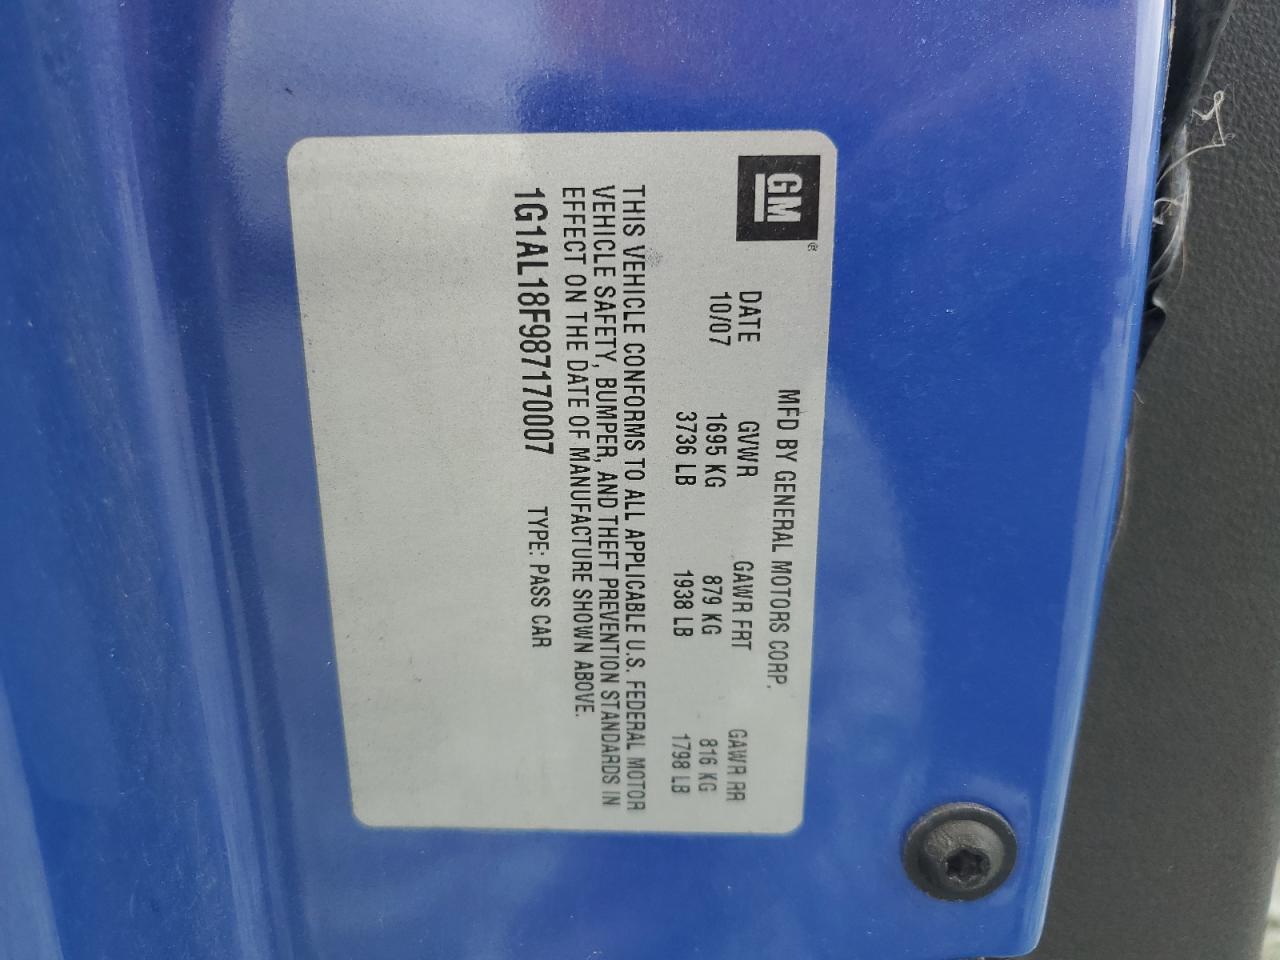 GM®
MFD BY GENERAL MOTORS CORP.
DATE GVWR GAWR FRT GAWR RR
10/07 1695 KG 879 KG 816 KG
3736 LB 1938 LB 1798 LB
THIS VEHICLE CONFORMS TO ALL APPLICABLE U.S. FEDERAL MOTOR
VEHICLE SAFETY, BUMPER, AND THEFT PREVENTION STANDARDS IN
EFFECT ON THE DATE OF MANUFACTURE SHOWN ABOVE.
1G1AL18F987170007 TYPE: PASS CAR